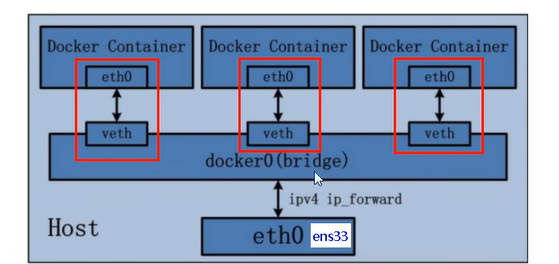 Docker Container Docker Container Docker Container
eth0 eth0 eth0
veth veth veth
docker0(bridge)
ipv4 ip_forward
Host
eth0 ens33